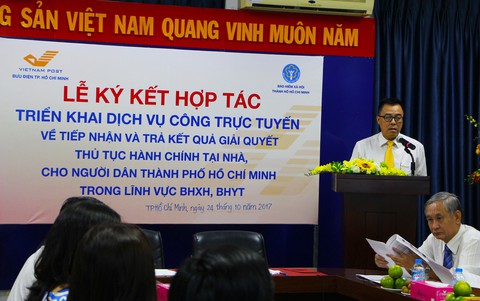 SẢN VIỆT NAM QUANG VINH MUÔN NĂM
VIETNAM POST
BƯU ĐIỆN TP. HỒ CHÍ MINH
BẢO HIỂM XÃ HỘI
THÀNH PHỐ HỒ CHÍ MINH
LỄ KÝ KẾT HỢP TÁC
TRIỂN KHAI DỊCH VỤ CÔNG TRỰC TUYẾN
VỀ TIẾP NHẬN VÀ TRẢ KẾT QUẢ GIẢI QUYẾT
THỦ TỤC HÀNH CHÍNH TẠI NHÀ,
CHO NGƯỜI DÂN THÀNH PHỐ HỒ CHÍ MINH
TRONG LĨNH VỰC BHXH, BHYT
TP.Hồ Chí Minh, ngày 24 tháng 10 năm 2017